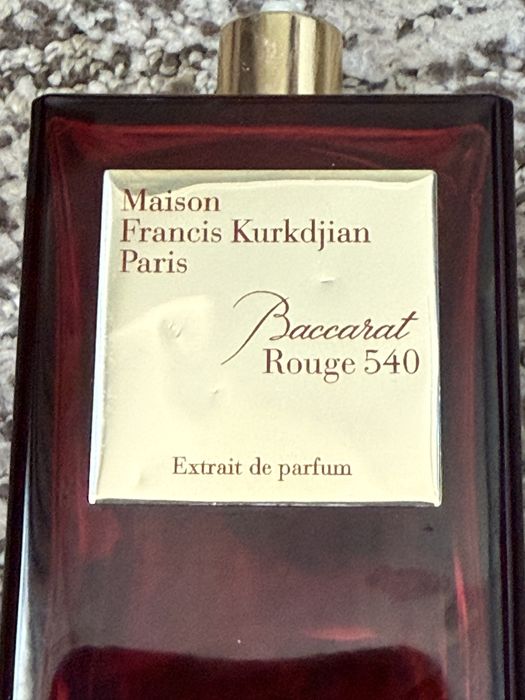 Maison
Francis Kurkdjian
Paris
Baccarat
Rouge 540
Extrait de parfum